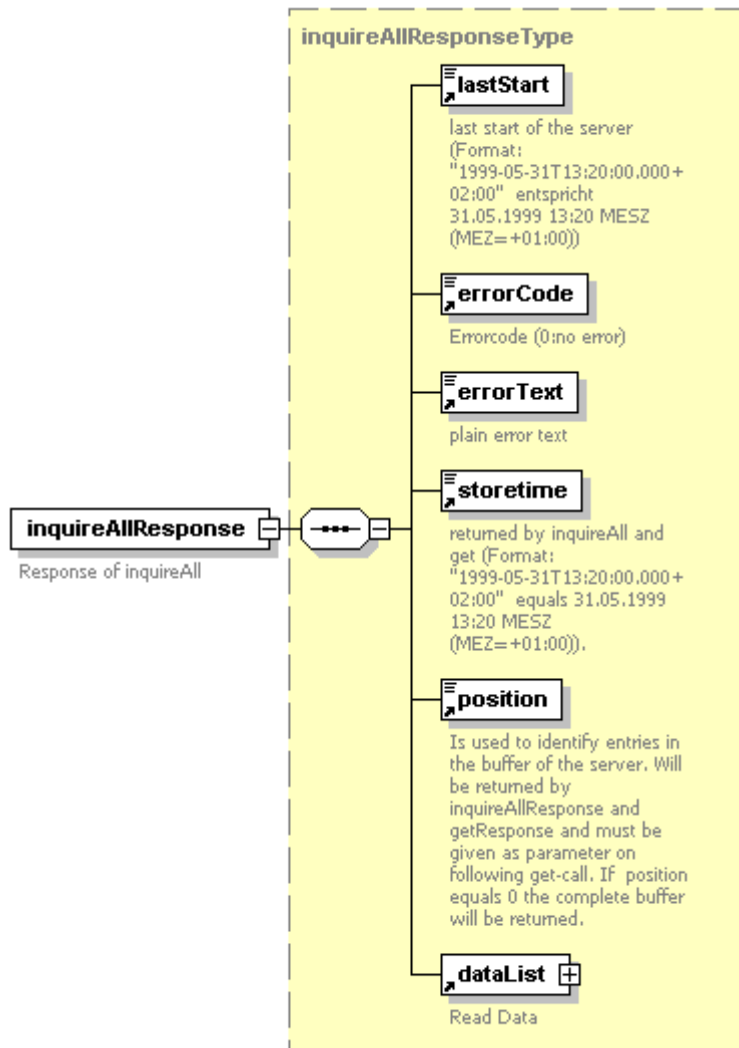 inquireAllResponseType
lastStart
last start of the server
(Format:
"1999-05-31T13:20:00.000+
02:00"  entspricht
31.05.1999 13:20 MESZ
(MEZ=+01:00))
errorCode
Errorcode (0:no error)
errorText
plain error text
storetime
returned by inquireAll and
get (Format:
"1999-05-31T13:20:00.000+
02:00"  equals 31.05.1999
13:20 MESZ
(MEZ=+01:00)).
inquireAllResponse
Response of inquireAll
position
Is used to identify entries in
the buffer of the server. Will
be returned by
inquireAllResponse and
getResponse and must be
given as parameter on
following get-call. If  position
equals 0 the complete buffer
will be returned.
dataList
Read Data